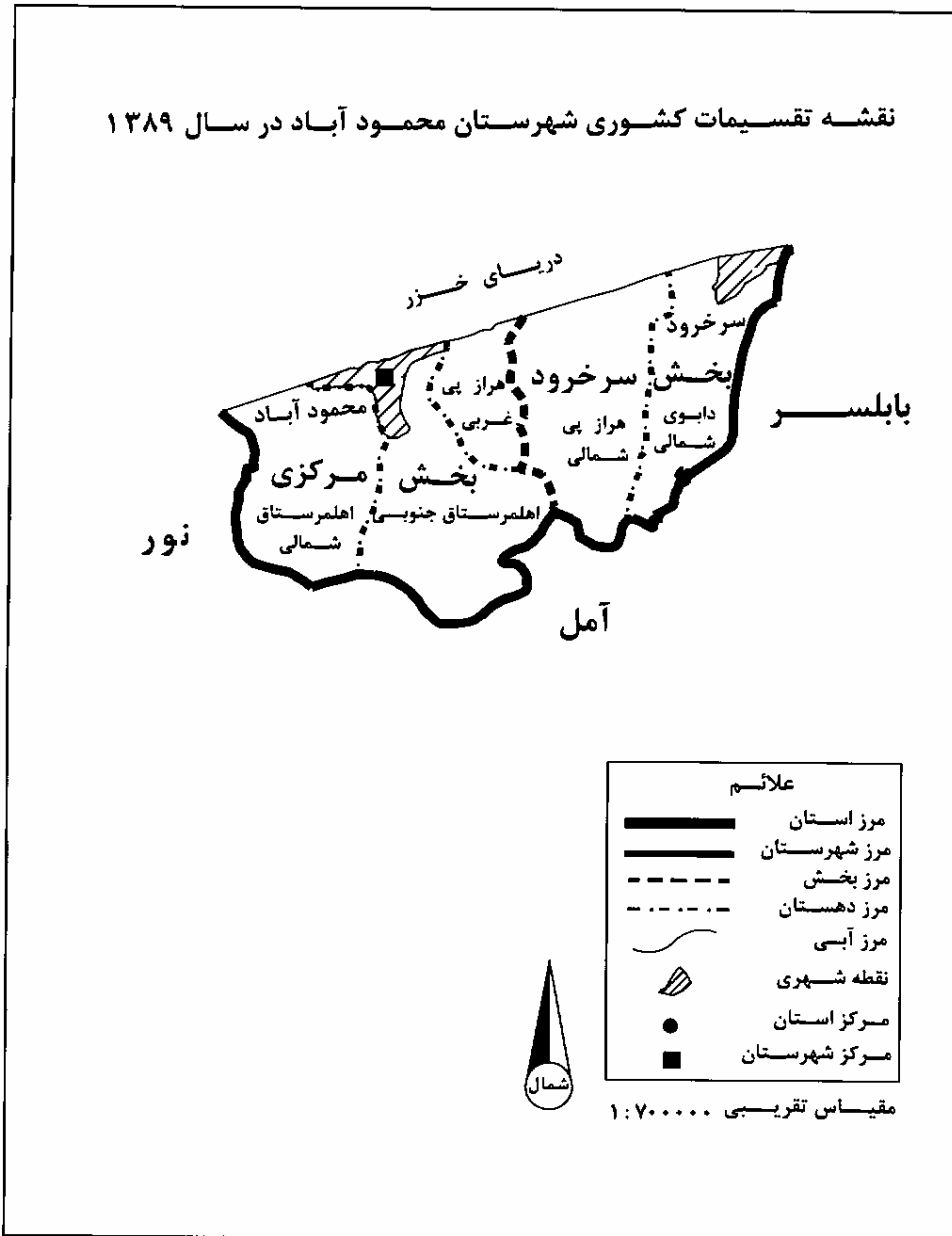 نقشه تقسیمات کشوری شهرستان محمود آباد در سال ۱۳۸۹
دریای خزر
سرخرود
بخش سرخرود
دابوی
شمالی
هراز پی
شمالی
هراز پی
غربی
محمود آباد
بخش مرکزی
اهلمرستاق جنوبی
اهلمرستاق
شمالی
بابلسر
نور
آمل
علائم
مرز استان
مرز شهرستان
مرز بخش
مرز دهستان
مرز آبی
نقطه شهری
مرکز استان
مرکز شهرستان
شمال
مقیاس تقریبی ۱:۷۰۰۰۰۰